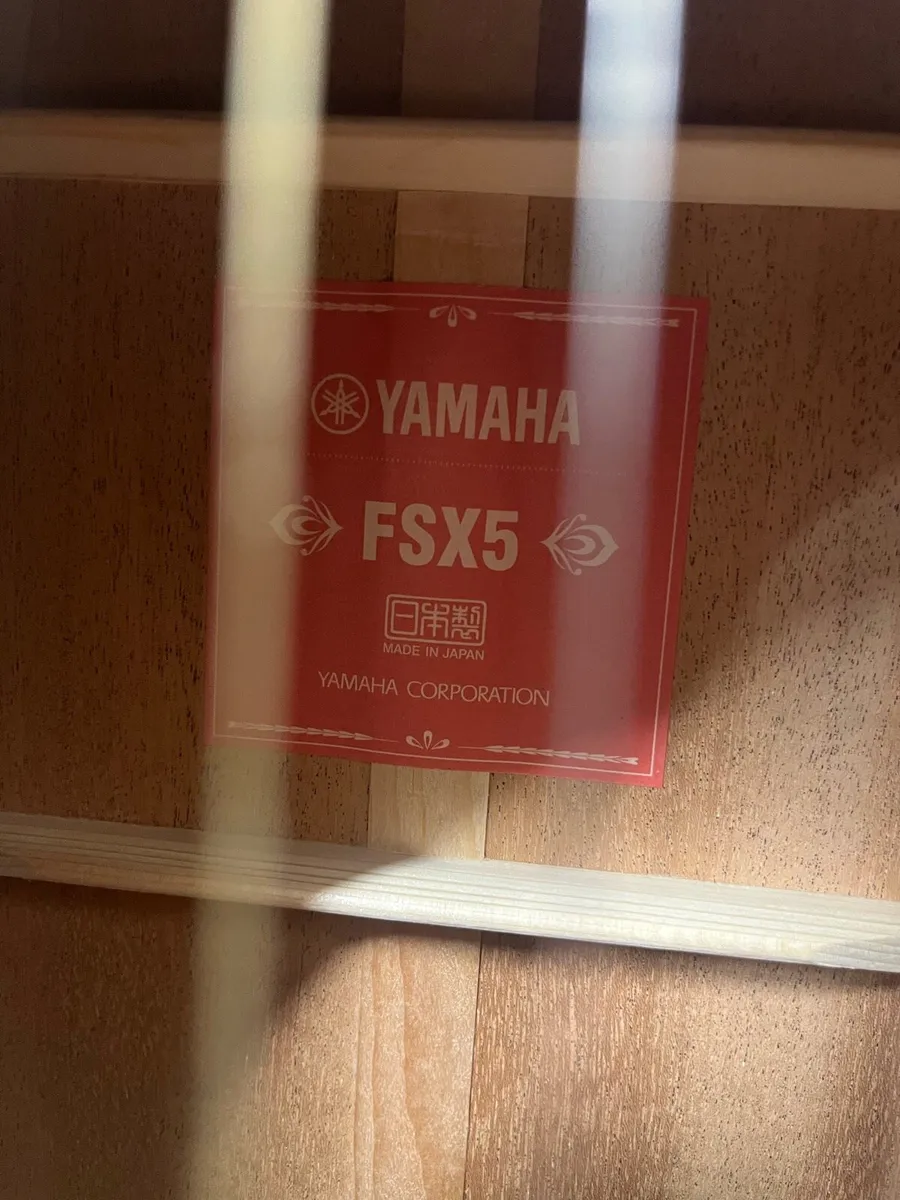 YAMAHA
FSX5
日本製
MADE IN JAPAN
YAMAHA CORPORATION